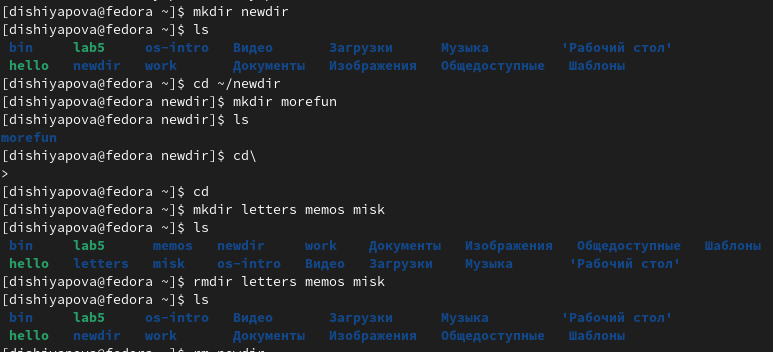 [dishiyapova@fedora ~]$ mkdir newdir
[dishiyapova@fedora ~]$ ls
bin lab5 os-intro Видео Загрузки Музыка 'Рабочий стол'
hello newdir work Документы Изображения Общедоступные Шаблоны
[dishiyapova@fedora ~]$ cd ~/newdir
[dishiyapova@fedora newdir]$ mkdir morefun
[dishiyapova@fedora newdir]$ ls
morefun
[dishiyapova@fedora newdir]$ cd\
>
[dishiyapova@fedora ~]$ cd
[dishiyapova@fedora ~]$ mkdir letters memos misk
[dishiyapova@fedora ~]$ ls
bin lab5 memos newdir work Документы Изображения Общедоступные Шаблоны
hello letters misk os-intro Видео Загрузки Музыка 'Рабочий стол'
[dishiyapova@fedora ~]$ rmdir letters memos misk
[dishiyapova@fedora ~]$ ls
bin lab5 os-intro Видео Загрузки Музыка 'Рабочий стол'
hello newdir work Документы Изображения Общедоступные Шаблоны
[dishiyapova@fedora ~]$ rm newdir